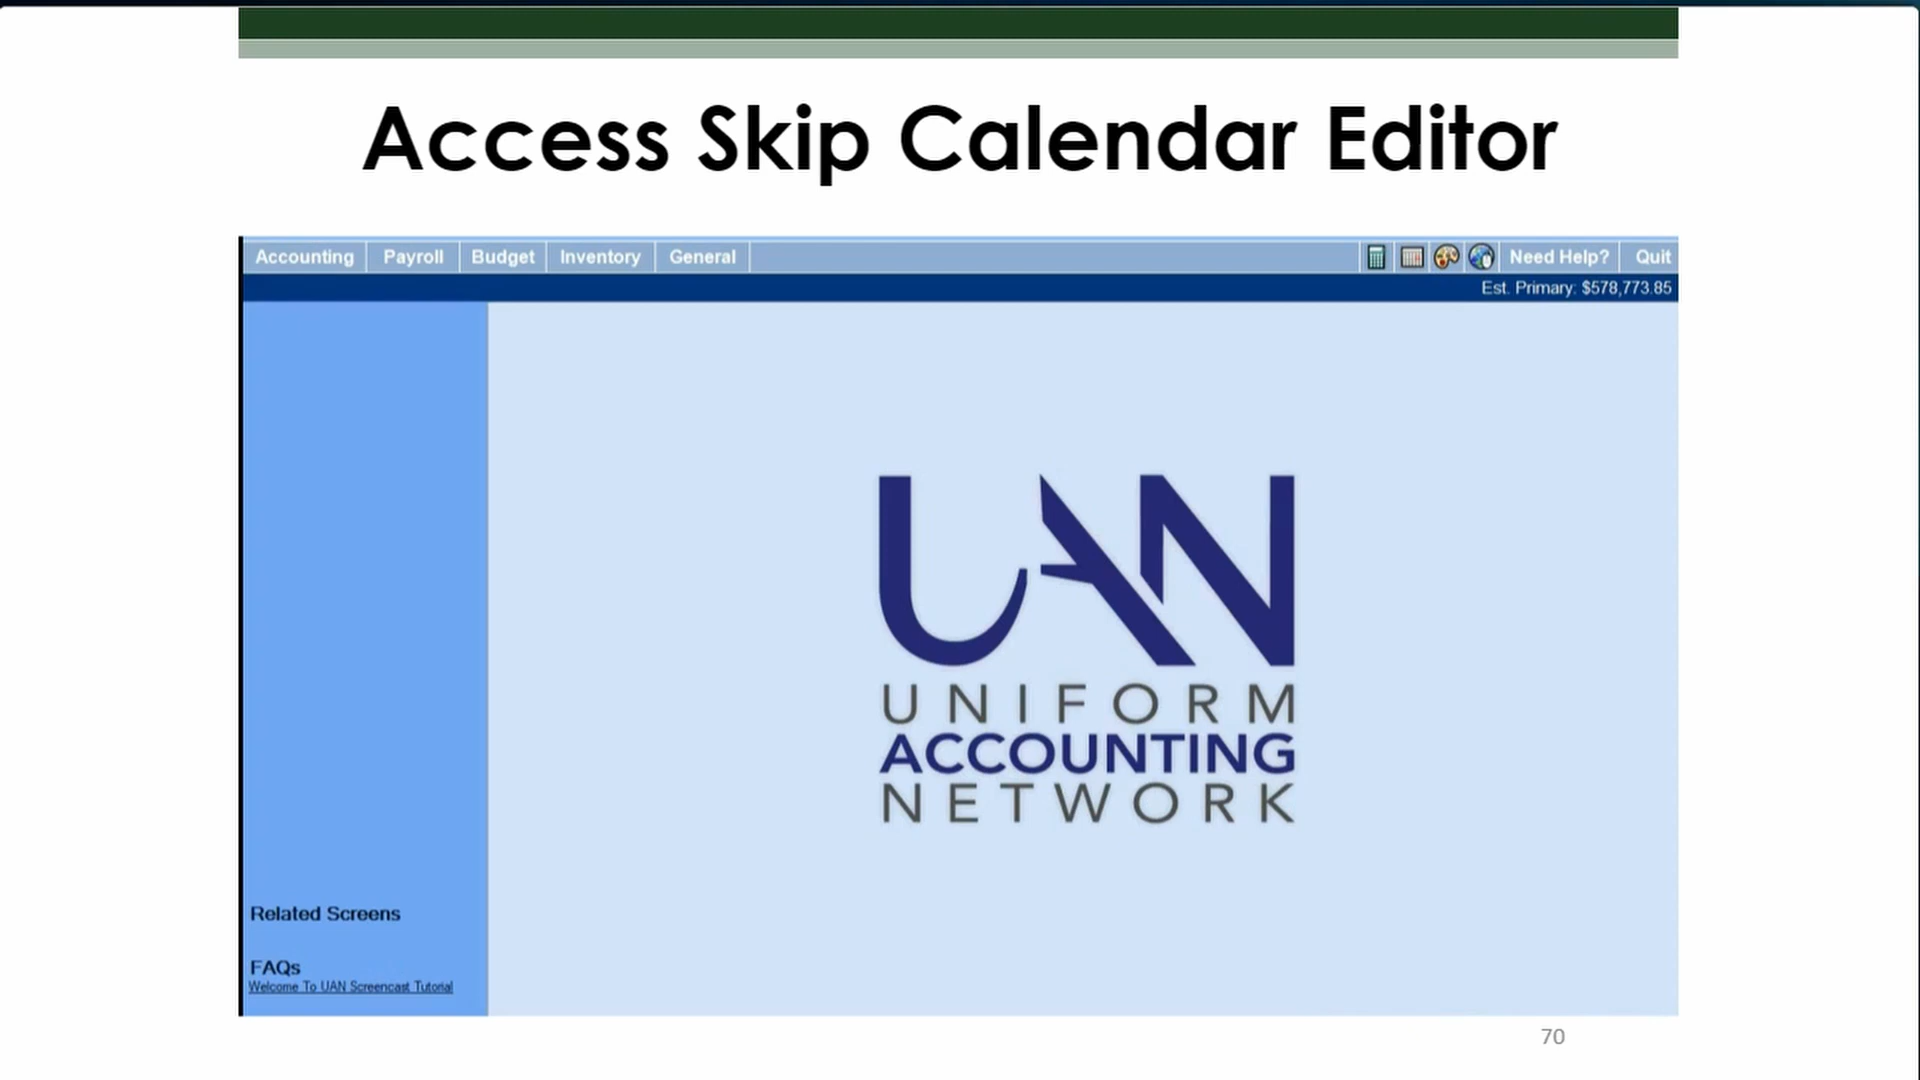 Access Skip Calendar Editor
Accounting Payroll Budget Inventory General Need Help? Quit
Est. Primary: $578,773.85
UAN
UNIFORM
ACCOUNTING
NETWORK
Related Screens
FAQs
Welcome To UAN Screencast Tutorial
70